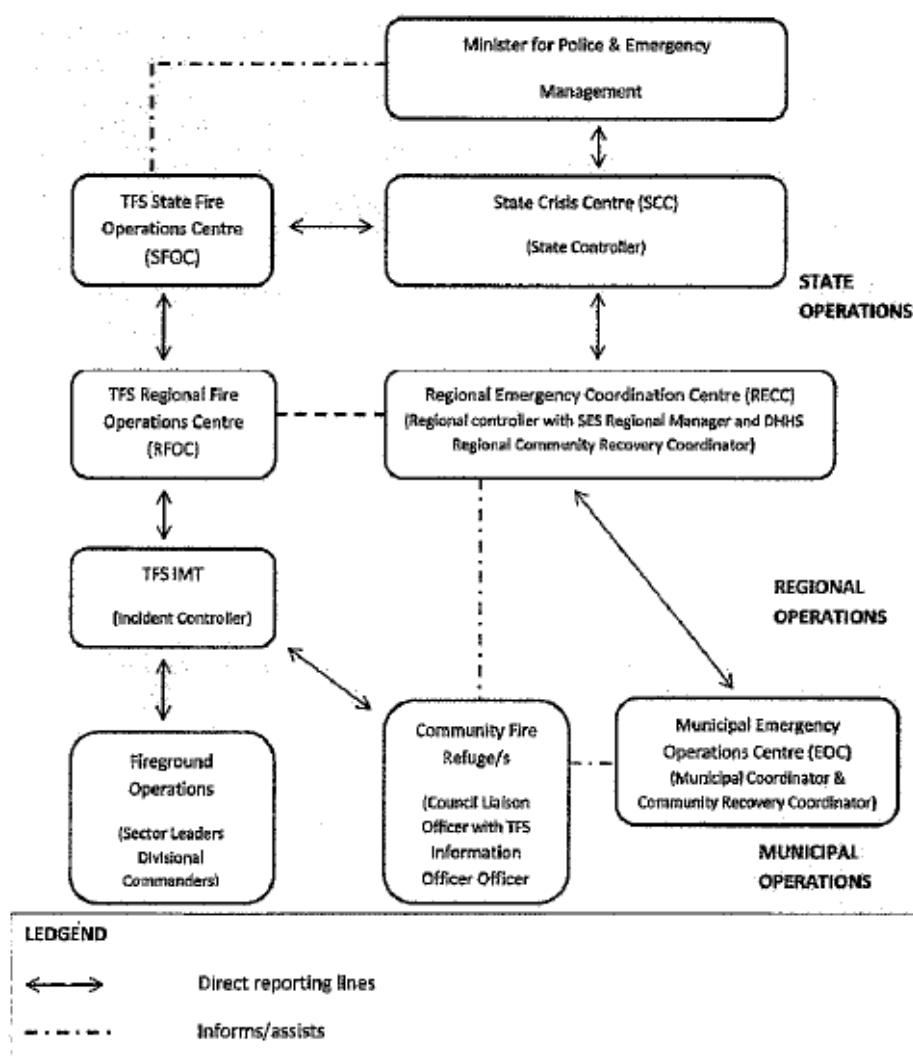 Minister for Police & Emergency
Management
TFS State Fire
Operations Centre
(SFOC)
State Crisis Centre (SCC)
(State Controller)
STATE
OPERATIONS
TFS Regional Fire
Operations Centre
(RFOC)
Regional Emergency Coordination Centre (RECC)
(Regional controller with SES Regional Manager and DHHS
Regional Community Recovery Coordinator)
TFS IMT
(Incident Controller)
REGIONAL
OPERATIONS
Fireground
Operations
(Sector Leaders
Divisional
Commanders)
Community Fire
Refuge/s
(Council Liaison
Officer with TFS
Information
Officer Officer
Municipal Emergency
Operations Centre (EOC)
(Municipal Coordinator &
Community Recovery Coordinator)
MUNICIPAL
OPERATIONS
LEDGEND
Direct reporting lines
Informs/assists